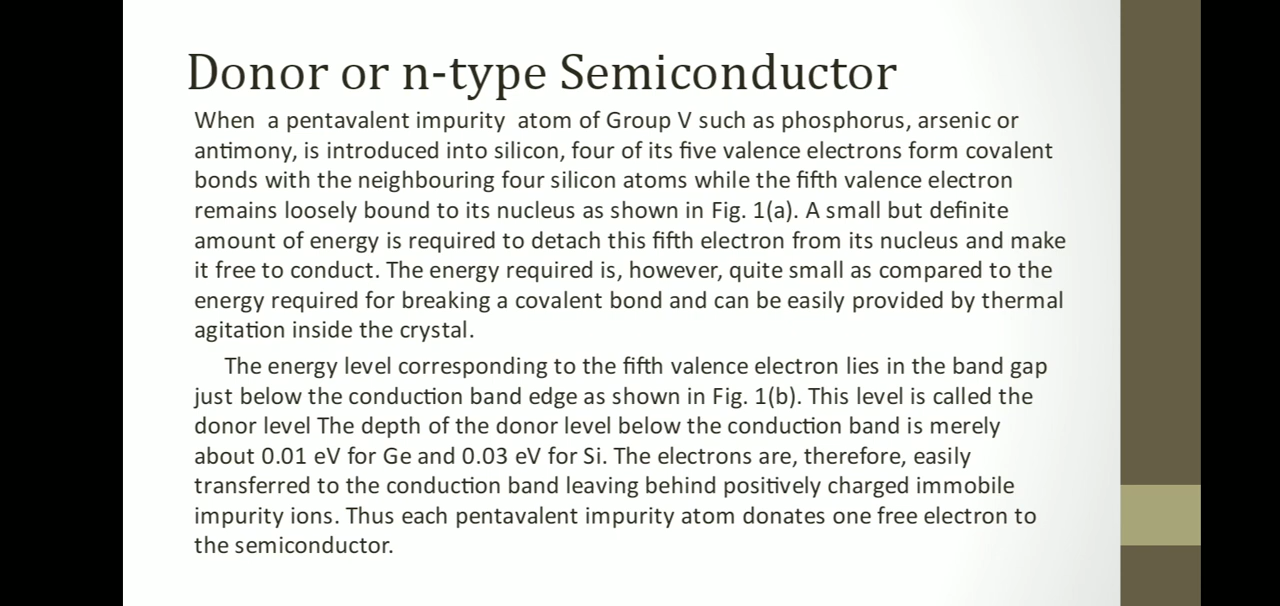 Donor or n-type Semiconductor
When a pentavalent impurity atom of Group V such as phosphorus, arsenic or
antimony, is introduced into silicon, four of its five valence electrons form covalent
bonds with the neighbouring four silicon atoms while the fifth valence electron
remains loosely bound to its nucleus as shown in Fig. 1(a). A small but definite
amount of energy is required to detach this fifth electron from its nucleus and make
it free to conduct. The energy required is, however, quite small as compared to the
energy required for breaking a covalent bond and can be easily provided by thermal
agitation inside the crystal.
The energy level corresponding to the fifth valence electron lies in the band gap
just below the conduction band edge as shown in Fig. 1(b). This level is called the
donor level The depth of the donor level below the conduction band is merely
about 0.01 eV for Ge and 0.03 eV for Si. The electrons are, therefore, easily
transferred to the conduction band leaving behind positively charged immobile
impurity ions. Thus each pentavalent impurity atom donates one free electron to
the semiconductor.